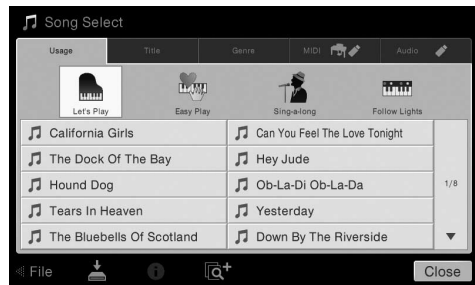 Song Select
Usage Title Genre MIDI Audio
Let's Play Easy Play Sing-a-long Follow Lights
California Girls Can You Feel The Love Tonight
The Dock Of The Bay Hey Jude
Hound Dog Ob-La-Di Ob-La-Da 1/8
Tears In Heaven Yesterday
The Bluebells Of Scotland Down By The Riverside
File Close